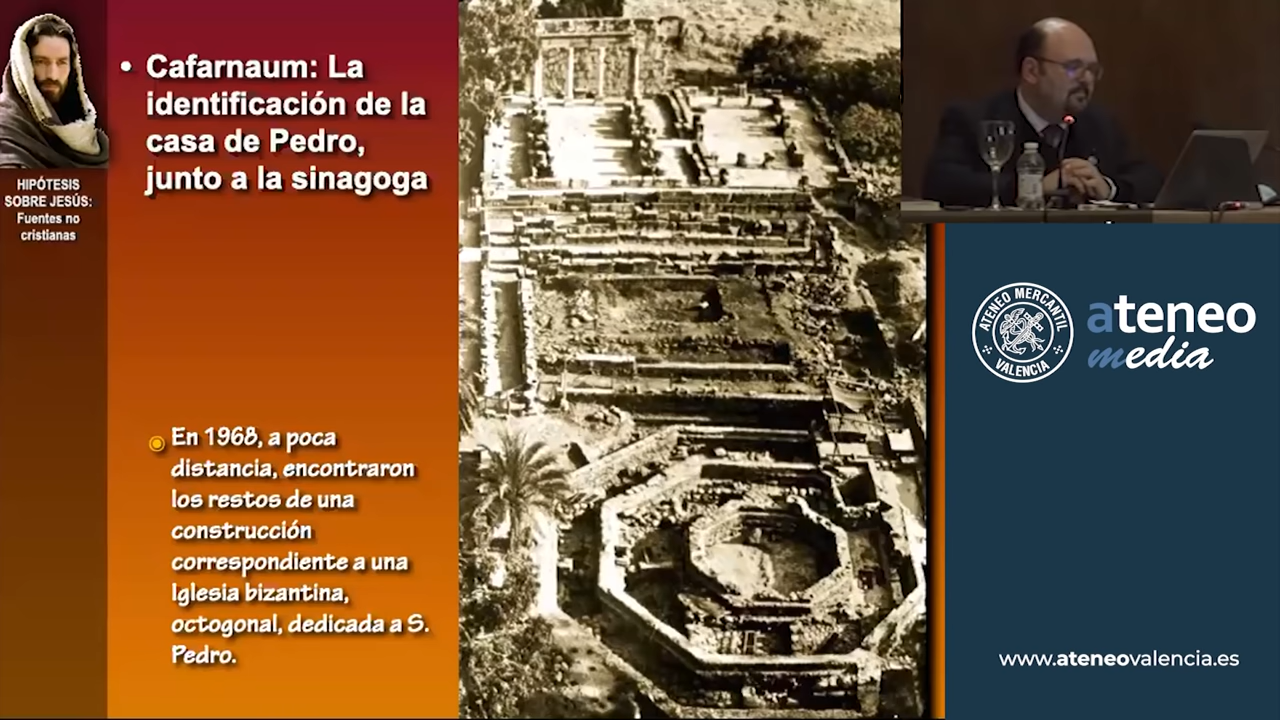 HIPÓTESIS
SOBRE JESÚS:
Fuentes no
cristianas
• Cafarnaum: La
identificación de la
casa de Pedro,
junto a la sinagoga
En 1968, a poca
distancia, encontraron
los restos de una
construcción
correspondiente a una
Iglesia bizantina,
octogonal, dedicada a S.
Pedro.
ATENEO MERCANTIL
VALENCIA
ateneo
media
www.ateneovalencia.es